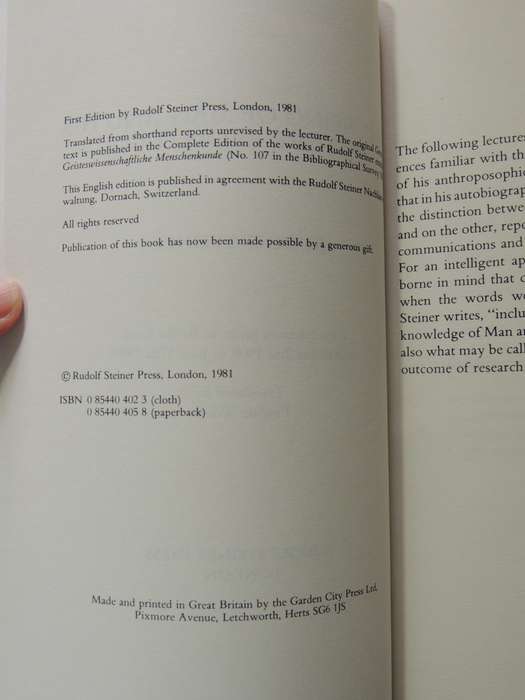 First Edition by Rudolf Steiner Press, London, 1981
Translated from shorthand reports unrevised by the lecturer. The original
text is published in the Complete Edition of the works of Rudolf Steiner
Geisteswissenschaftliche Menschenkunde (No. 107 in the Bibliographical Survey
This English edition is published in agreement with the Rudolf Steiner
walrung, Dornach, Switzerland.
All rights reserved
Publication of this book has now been made possible by a generous gift.
© Rudolf Steiner Press, London, 1981
ISBN 0 85440 402 3 (cloth)
0 85440 405 8 (paperback)
Made and printed in Great Britain by the Garden City Press Ltd.
Pixmore Avenue, Letchworth, Herts SG6 1JS
The following lecture
ences familiar with th
of his anthroposophic
that in his autobiograp
the distinction betwe
and on the other, repo
communications and
For an intelligent ap
borne in mind that
when the words
Steiner writes, "inclu
knowledge of Man a
also what may be call
outcome of research